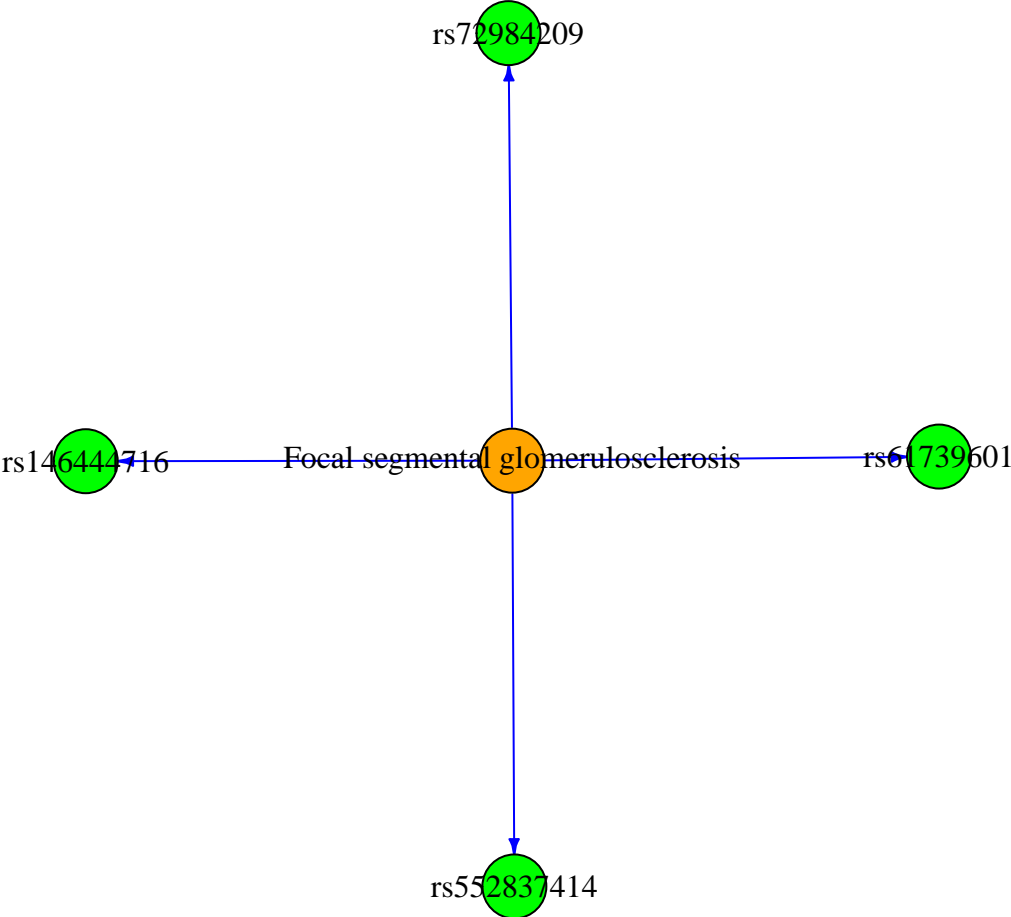 rs72984209
rs146444716
Focal segmental glomerulosclerosis
rs61739601
rs552837414